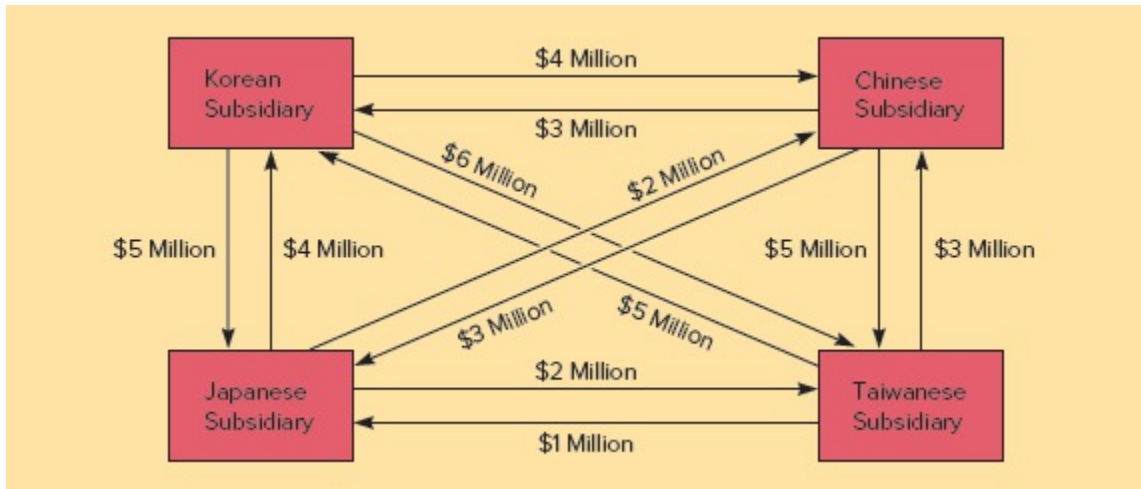 $4 Million
Korean
Subsidiary
Chinese
Subsidiary
$3 Million
$6 Million
$2 Million
$5 Million
$4 Million
$5 Million
$3 Million
$3 Million
$5 Million
$2 Million
Japanese
Subsidiary
Taiwanese
Subsidiary
$1 Million